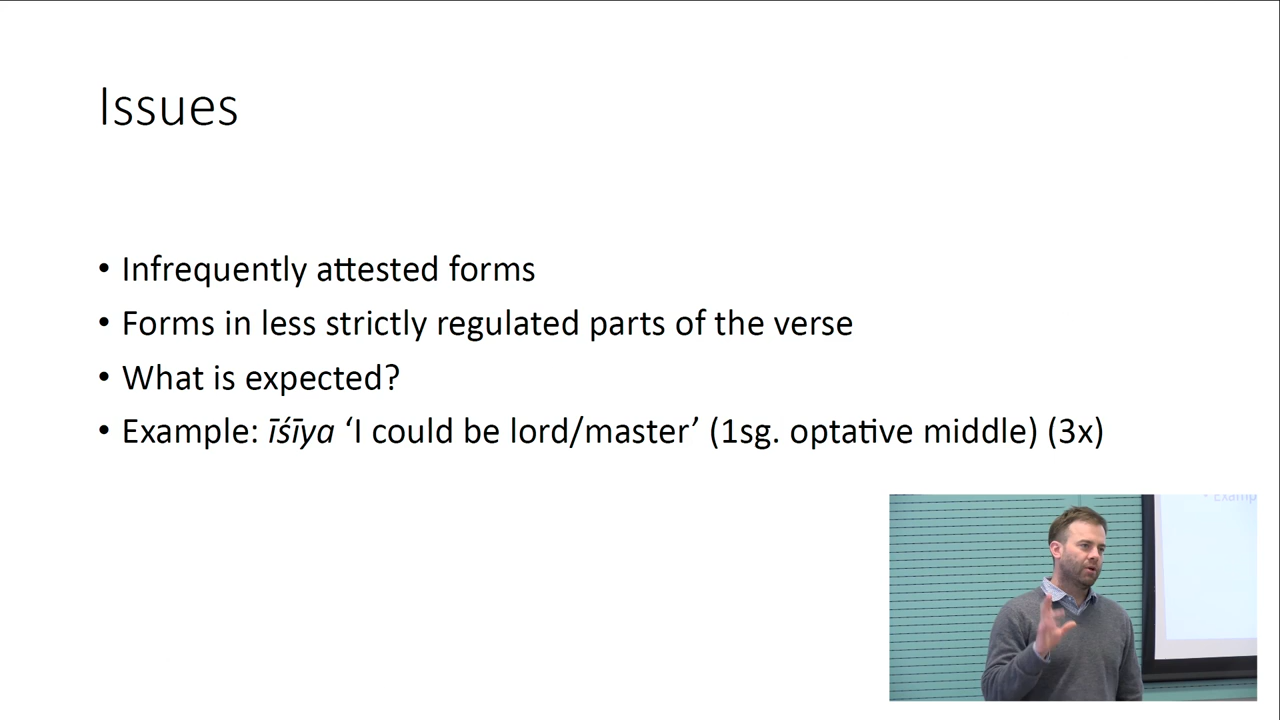 Issues
• Infrequently attested forms
• Forms in less strictly regulated parts of the verse
• What is expected?
• Example: īśīya ‘I could be lord/master’ (1sg. optative middle) (3x)
• Examp